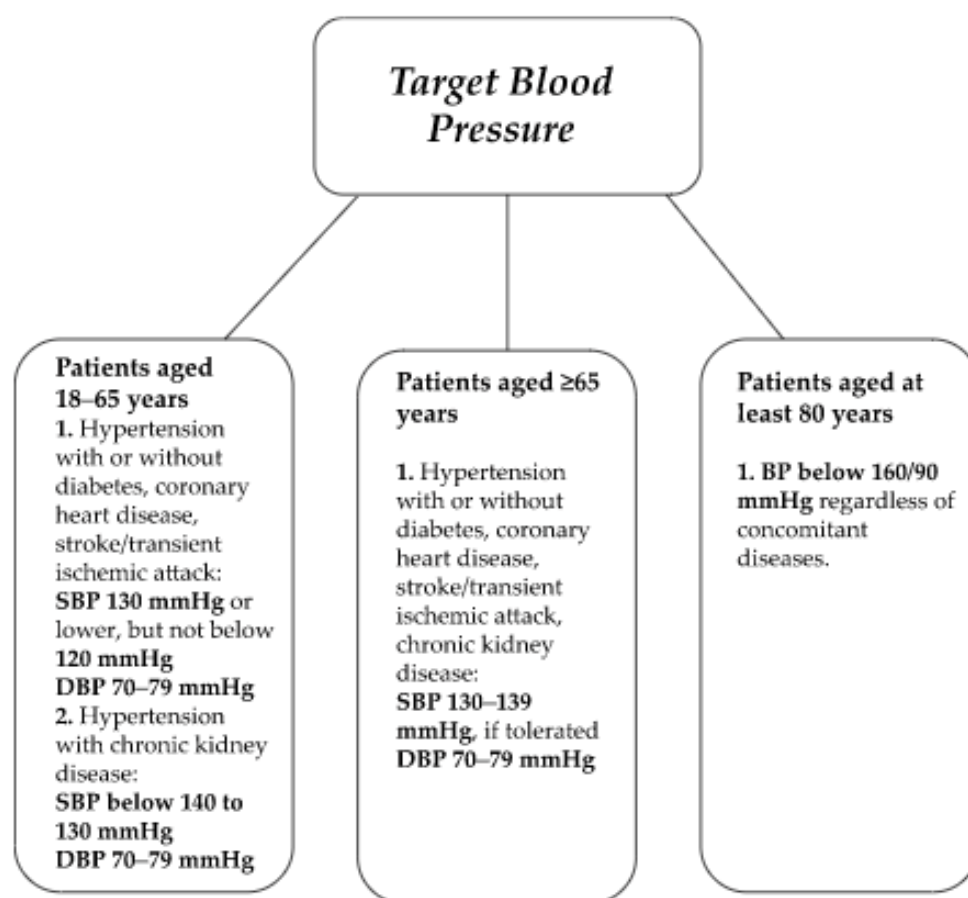 Target Blood
Pressure
Patients aged
18–65 years
1. Hypertension
with or without
diabetes, coronary
heart disease,
stroke/transient
ischemic attack:
SBP 130 mmHg or
lower, but not below
120 mmHg
DBP 70–79 mmHg
2. Hypertension
with chronic kidney
disease:
SBP below 140 to
130 mmHg
DBP 70–79 mmHg
Patients aged ≥65
years
1. Hypertension
with or without
diabetes, coronary
heart disease,
stroke/transient
ischemic attack,
chronic kidney
disease:
SBP 130–139
mmHg, if tolerated
DBP 70–79 mmHg
Patients aged at
least 80 years
1. BP below 160/90
mmHg regardless of
concomitant
diseases.